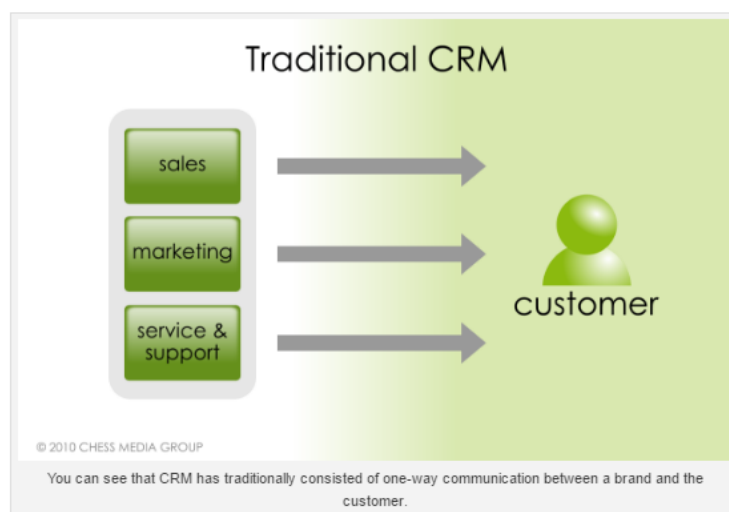 Traditional CRM
sales
marketing
service &
support
customer
© 2010 CHESS MEDIA GROUP
You can see that CRM has traditionally consisted of one-way communication between a brand and the
customer.